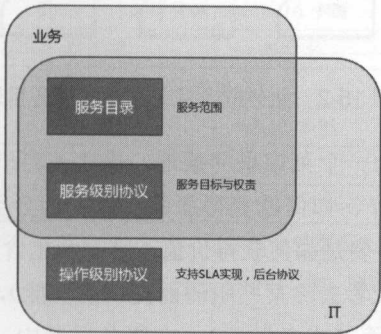 业务
服务目录 服务范围
服务级别协议 服务目标与权责
操作级别协议 支持SLA实现，后台协议
IT